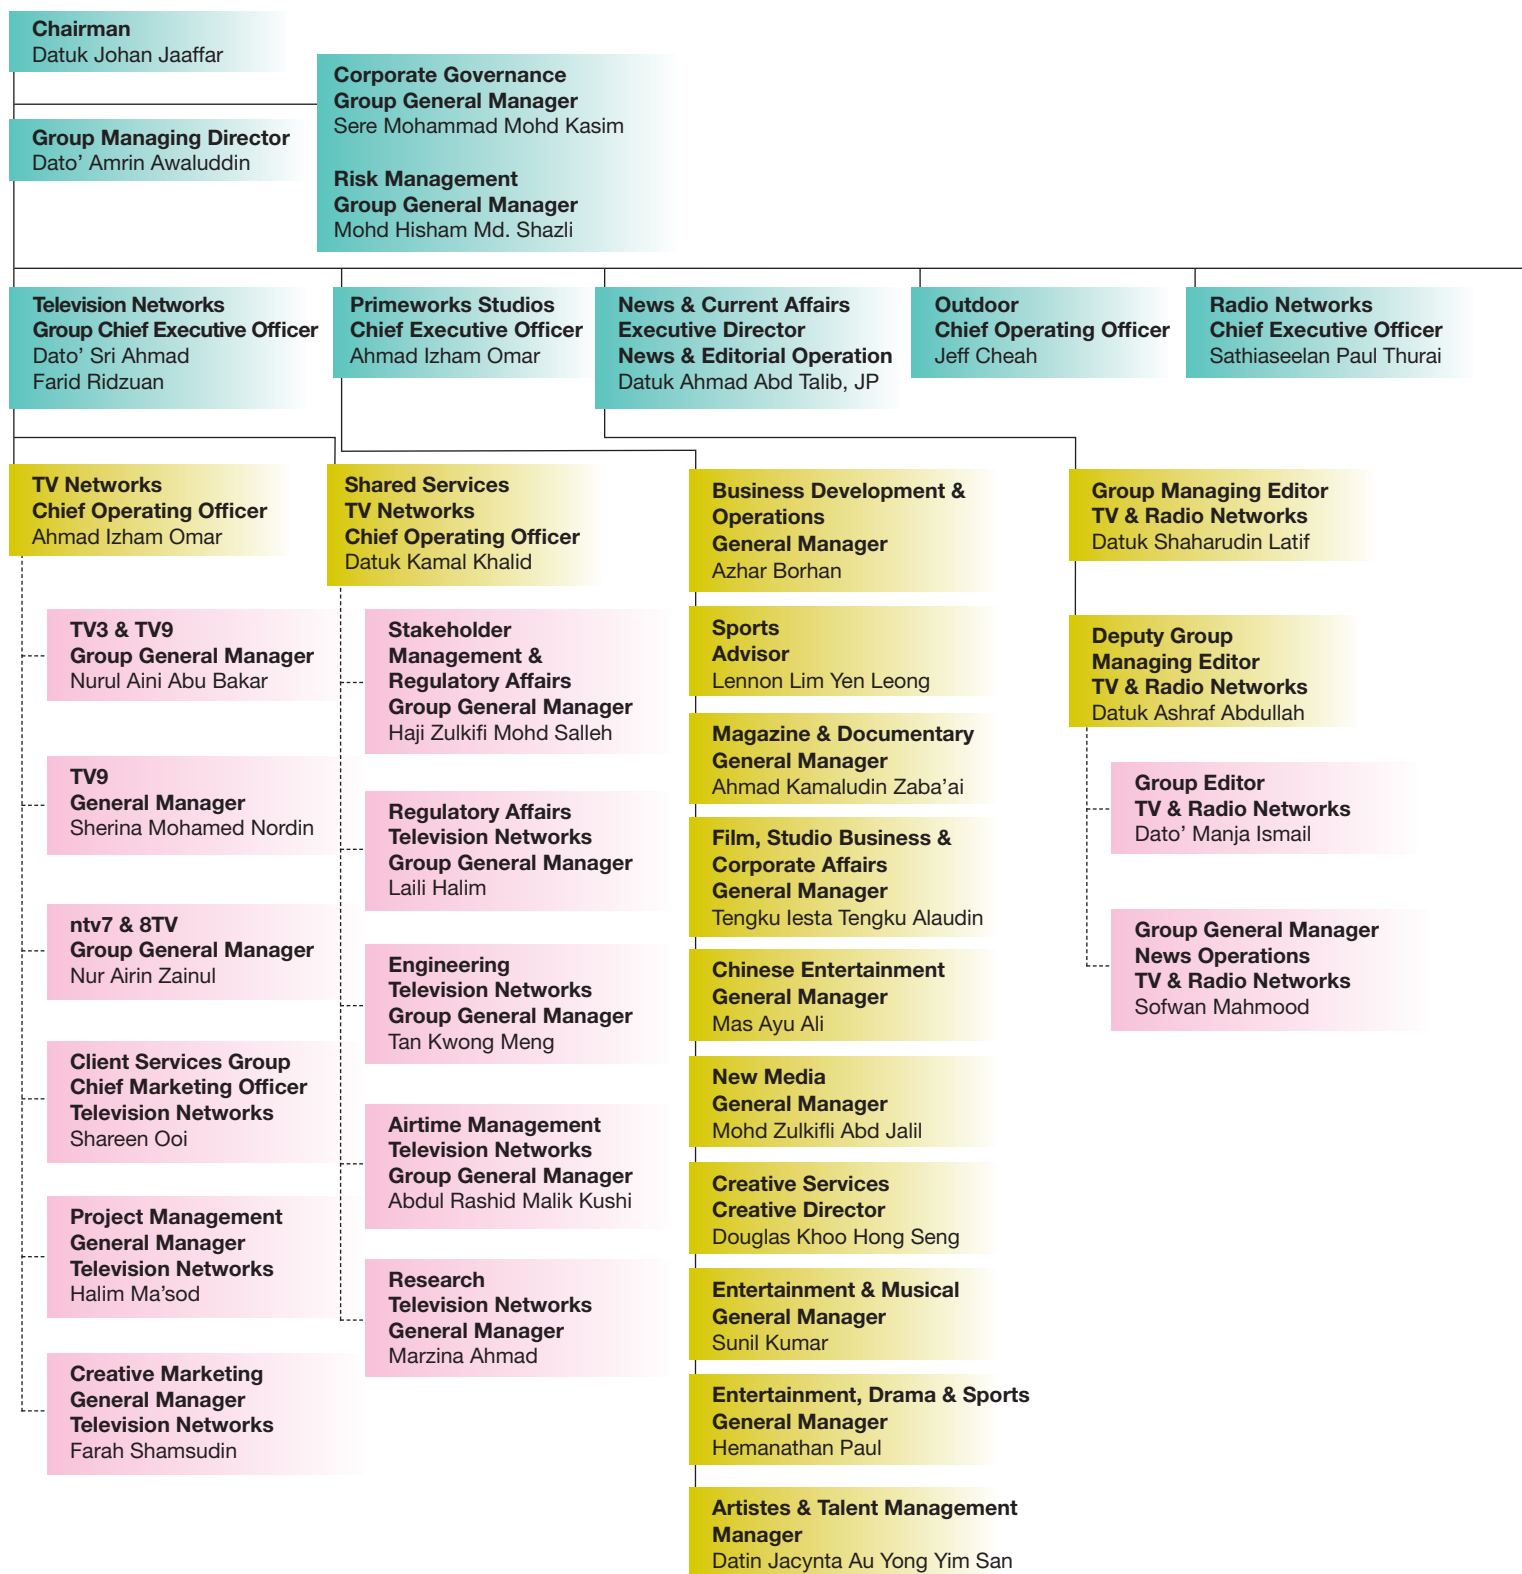 Chairman
Datuk Johan Jaaffar
Corporate Governance
Group General Manager
Sere Mohammad Mohd Kasim
Risk Management
Group General Manager
Mohd Hisham Md. Shazli
Group Managing Director
Dato’ Amrin Awaluddin
Television Networks
Group Chief Executive Officer
Dato’ Sri Ahmad
Farid Ridzuan
Primeworks Studios
Chief Executive Officer
Ahmad Izham Omar
News & Current Affairs
Executive Director
News & Editorial Operation
Datuk Ahmad Abd Talib, JP
Outdoor
Chief Operating Officer
Jeff Cheah
Radio Networks
Chief Executive Officer
Sathiaseelan Paul Thurai
TV Networks
Chief Operating Officer
Ahmad Izham Omar
TV3 & TV9
Group General Manager
Nurul Aini Abu Bakar
TV9
General Manager
Sherina Mohamed Nordin
ntv7 & 8TV
Group General Manager
Nur Airin Zainul
Client Services Group
Chief Marketing Officer
Television Networks
Shareen Ooi
Project Management
General Manager
Television Networks
Halim Ma’sod
Creative Marketing
General Manager
Television Networks
Farah Shamsudin
Shared Services
TV Networks
Chief Operating Officer
Datuk Kamal Khalid
Stakeholder
Management &
Regulatory Affairs
Group General Manager
Haji Zulkifi Mohd Salleh
Regulatory Affairs
Television Networks
Group General Manager
Laili Halim
Engineering
Television Networks
Group General Manager
Tan Kwong Meng
Airtime Management
Television Networks
Group General Manager
Abdul Rashid Malik Kushi
Research
Television Networks
General Manager
Marzina Ahmad
Business Development &
Operations
General Manager
Azhar Borhan
Sports
Advisor
Lennon Lim Yen Leong
Magazine & Documentary
General Manager
Ahmad Kamaludin Zaba’ai
Film, Studio Business &
Corporate Affairs
General Manager
Tengku Iesta Tengku Alaudin
Chinese Entertainment
General Manager
Mas Ayu Ali
New Media
General Manager
Mohd Zulkifli Abd Jalil
Creative Services
Creative Director
Douglas Khoo Hong Seng
Entertainment & Musical
General Manager
Sunil Kumar
Entertainment, Drama & Sports
General Manager
Hemanathan Paul
Artistes & Talent Management
Manager
Datin Jacynta Au Yong Yim San
Group Managing Editor
TV & Radio Networks
Datuk Shaharudin Latif
Deputy Group
Managing Editor
TV & Radio Networks
Datuk Ashraf Abdullah
Group Editor
TV & Radio Networks
Dato’ Manja Ismail
Group General Manager
News Operations
TV & Radio Networks
Sofwan Mahmood